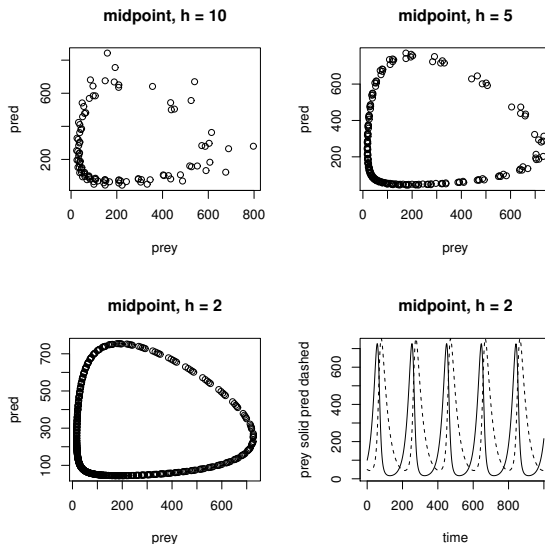 midpoint, h = 10
pred
600
200
0 200 400 600 800
prey
midpoint, h = 5
pred
600
400
200
0 200 400 600
prey
midpoint, h = 2
pred
700
500
300
100
0 200 400 600
prey
midpoint, h = 2
prey solid pred dashed
600
400
200
0
0 200 400 600 800
time